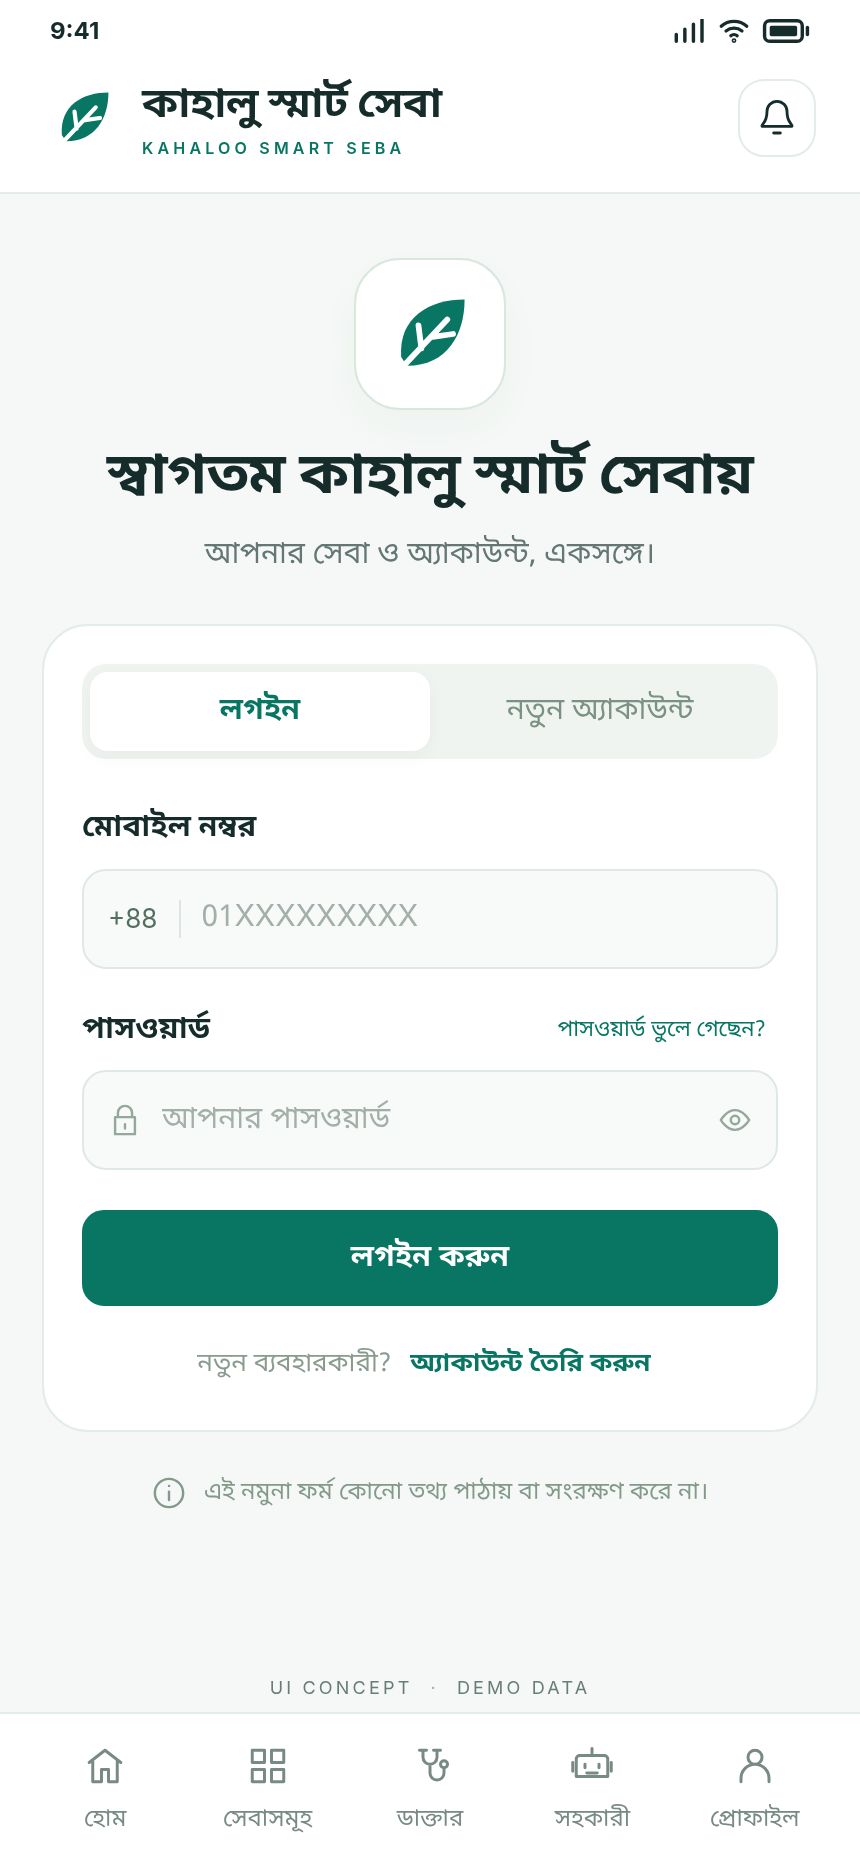 9:41
কাহালু স্মার্ট সেবা
KAHALOO SMART SEBA
স্বাগতম কাহালু স্মার্ট সেবায়
আপনার সেবা ও অ্যাকাউন্ট, একসঙ্গে।
লগইন নতুন অ্যাকাউন্ট
মোবাইল নম্বর
+88 01XXXXXXXXX
পাসওয়ার্ড পাসওয়ার্ড ভুলে গেছেন?
আপনার পাসওয়ার্ড
লগইন করুন
নতুন ব্যবহারকারী? অ্যাকাউন্ট তৈরি করুন
এই নমুনা ফর্ম কোনো তথ্য পাঠায় বা সংরক্ষণ করে না।
UI CONCEPT · DEMO DATA
হোম সেবাসমূহ ডাক্তার সহকারী প্রোফাইল